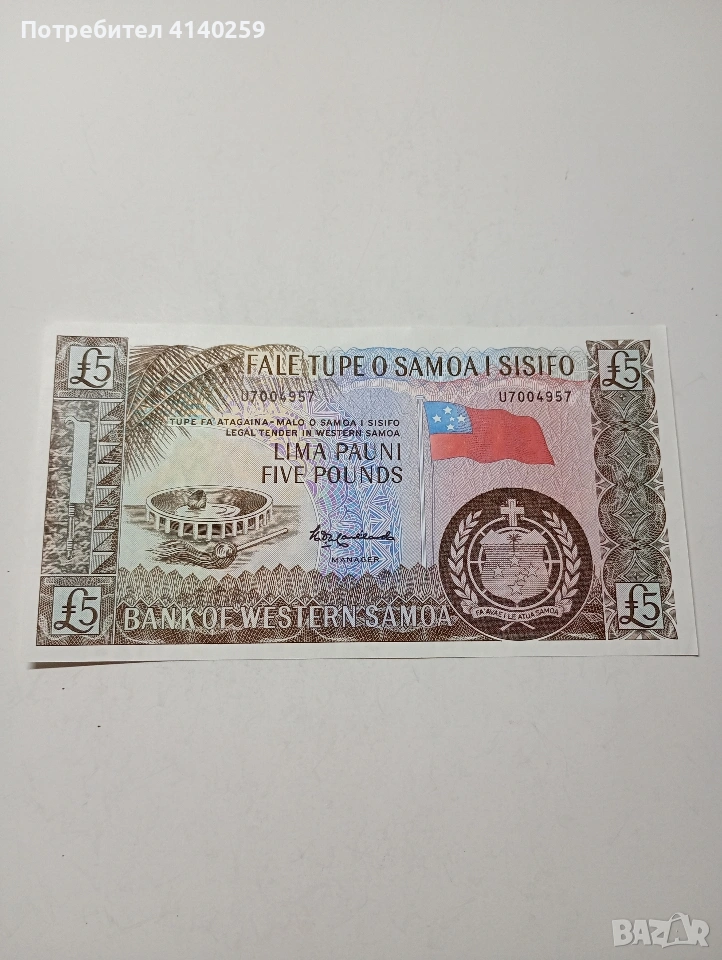 Потребител 4140259
£5
FALE TUPE O SAMOA I SISIFO
£5
U7004957
U7004957
TUPE FA'ATAGAINA-MALO O SAMOA I SISIFO
LEGAL TENDER IN WESTERN SAMOA
LIMA PAUNI
FIVE POUNDS
MANAGER
FA'AVAE I LE ATUA SAMOA
£5
BANK OF WESTERN SAMOA
£5
BAZAR